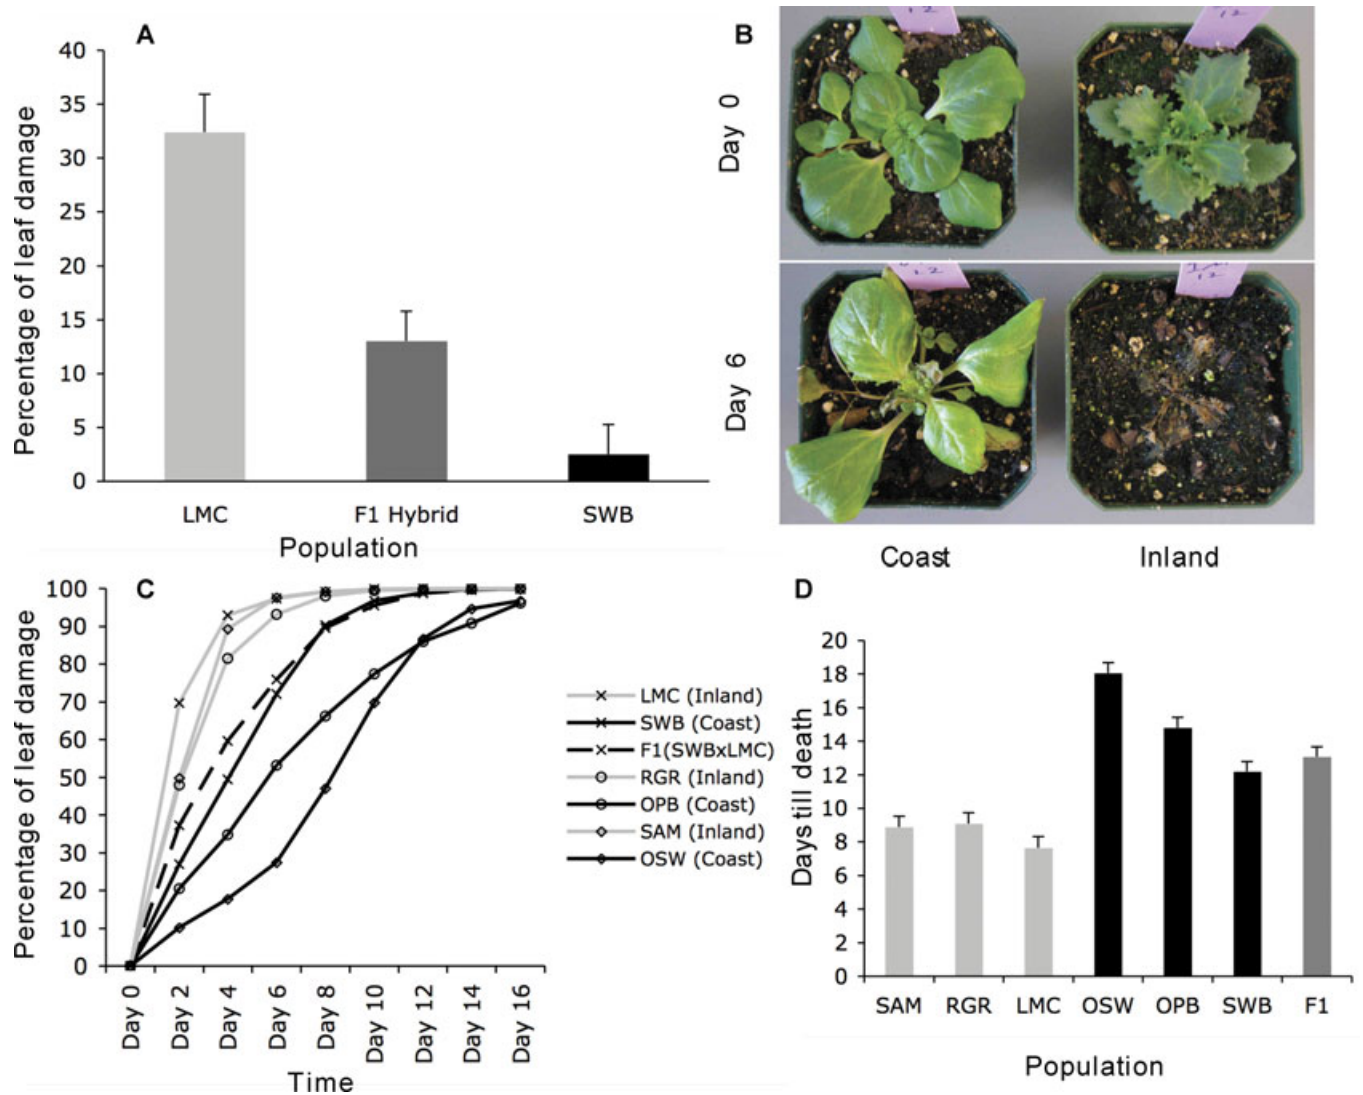 A
40
35
30
25
20
15
10
5
0
Percentage of leaf damage
LMC
F1 Hybrid
SWB
Population
B
Day 0
Day 6
12
12
12
12
Coast
Inland
C
100
90
80
70
60
50
40
30
20
10
0
Percentage of leaf damage
Day 0
Day 2
Day 4
Day 6
Day 8
Day 10
Day 12
Day 14
Day 16
Time
LMC (Inland)
SWB (Coast)
F1(SWBxLMC)
RGR (Inland)
OPB (Coast)
SAM (Inland)
OSW (Coast)
D
20
18
16
14
12
10
8
6
4
2
0
Days till death
SAM
RGR
LMC
OSW
OPB
SWB
F1
Population